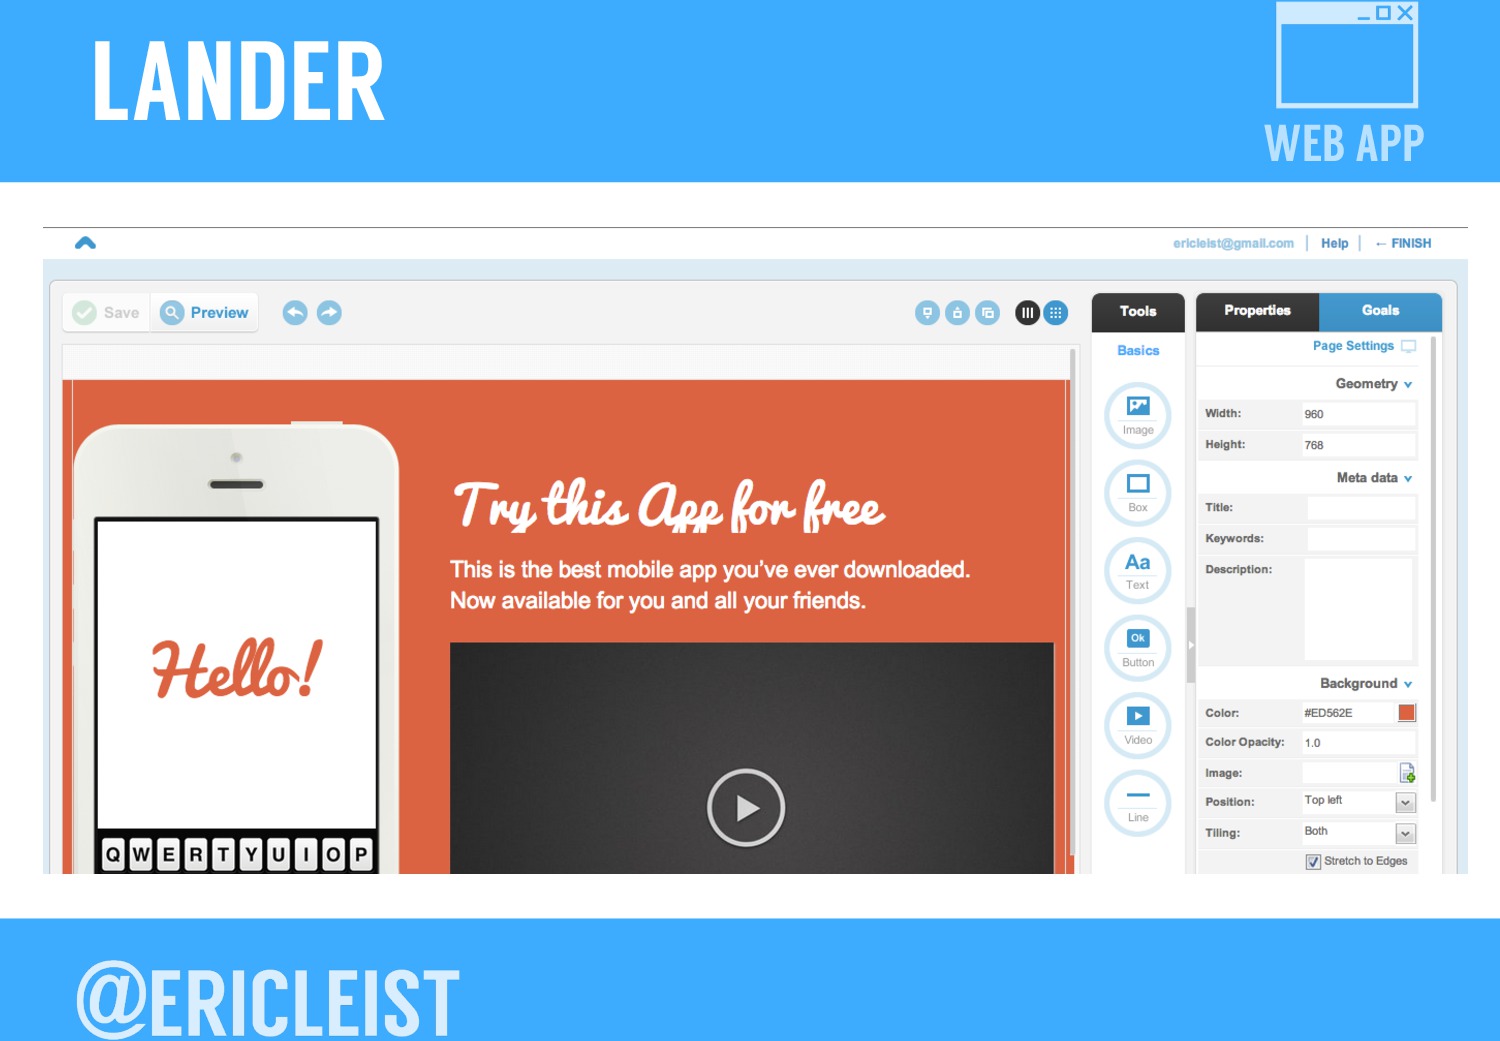 LANDER
WEB APP
ericleist@gmail.com | Help | ← FINISH
Save Preview
Tools
Properties Goals
Basics
Page Settings
Geometry
Width: 960
Height: 768
Meta data
Title:
Keywords:
Description:
Background
Color: #ED562E
Color Opacity: 1.0
Image:
Position: Top left
Tiling: Both
Stretch to Edges
Image
Box
Aa
Text
Ok
Button
Video
Line
Try this App for free
This is the best mobile app you've ever downloaded.
Now available for you and all your friends.
Hello!
Q W E R T Y U I O P
@ERICLEIST